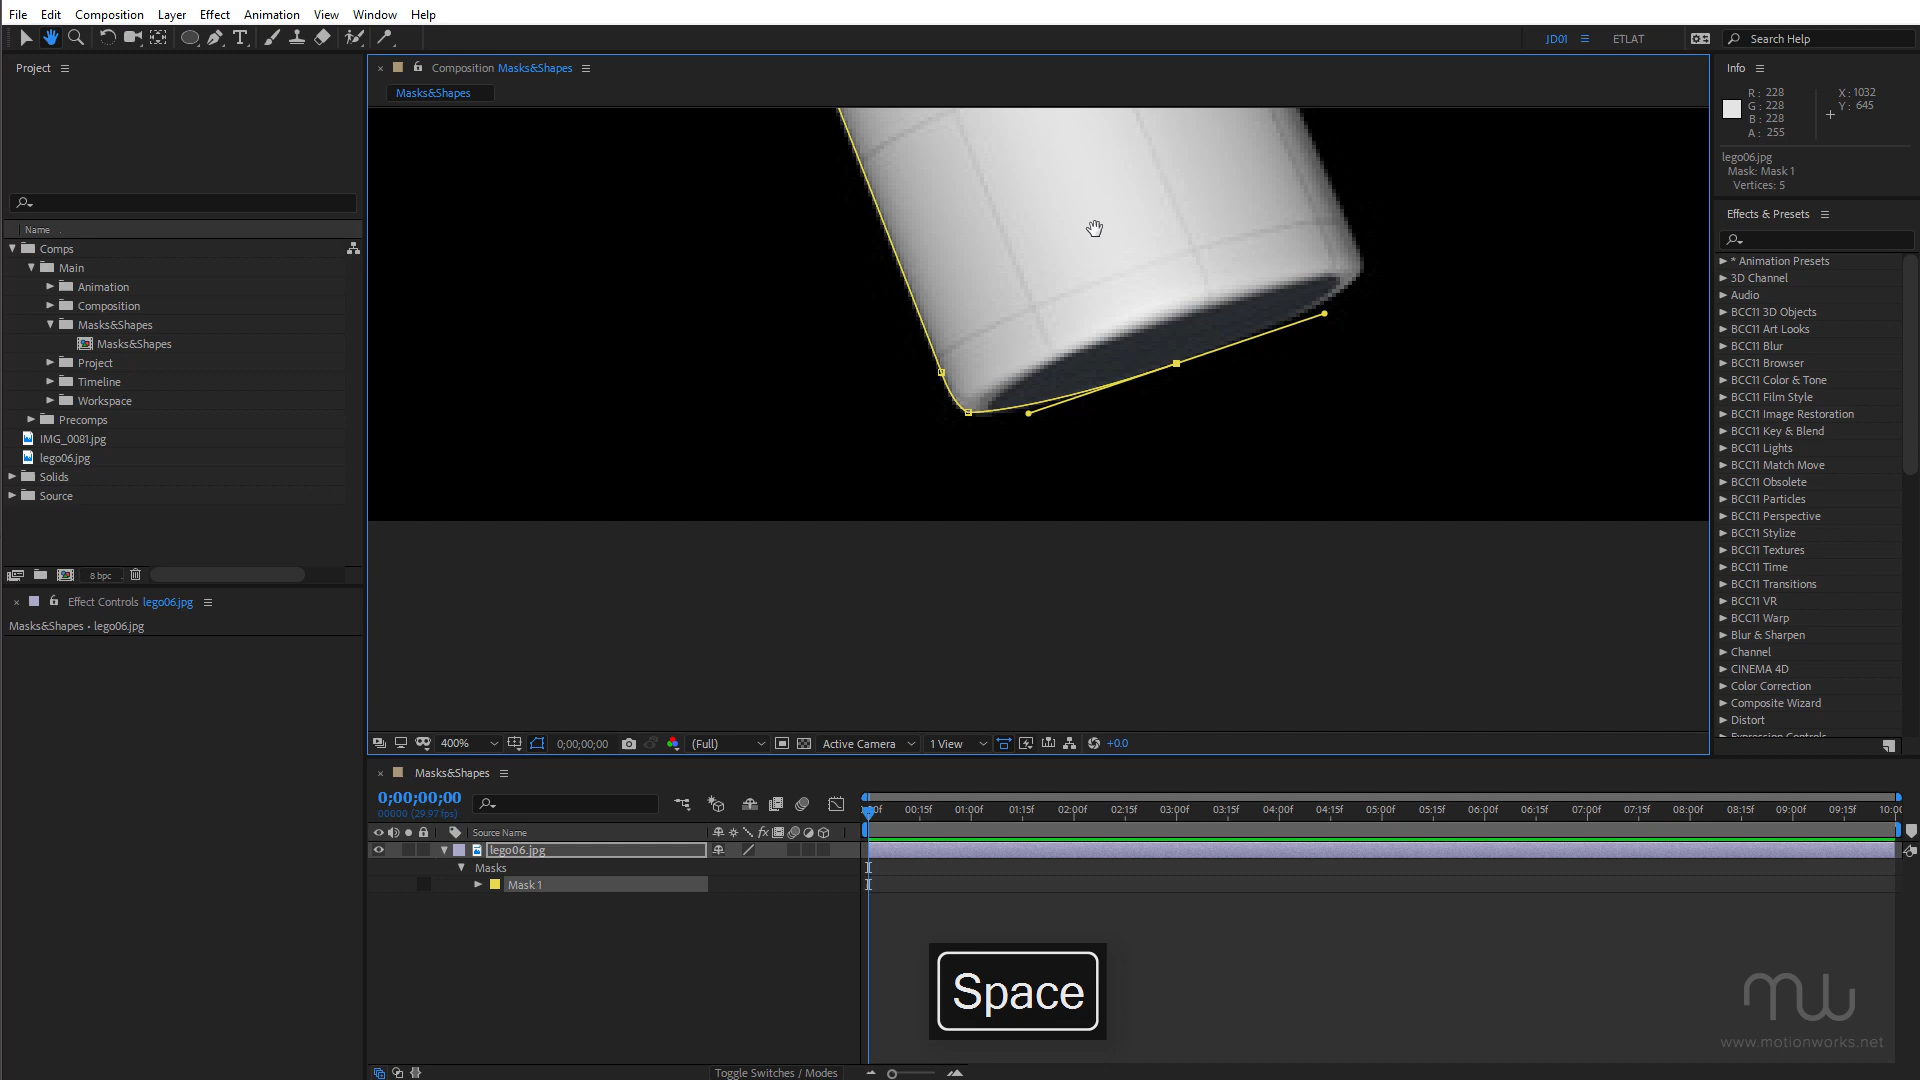 File Edit Composition Layer Effect Animation View Window Help
JD01 ETLAT Search Help
Project
Composition Masks&Shapes
Masks&Shapes
Info
R: 228
G: 228
B: 228
A: 255
X: 1032
Y: 645
lego06.jpg
Mask: Mask 1
Vertices: 5
Name
Comps
Main
Animation
Composition
Masks&Shapes
Masks&Shapes
Project
Timeline
Workspace
Precomps
IMG_0081.jpg
lego06.jpg
Solids
Source
8 bpc
Effect Controls lego06.jpg
Masks&Shapes • lego06.jpg
Effects & Presets
* Animation Presets
3D Channel
Audio
BCC11 3D Objects
BCC11 Art Looks
BCC11 Blur
BCC11 Browser
BCC11 Color & Tone
BCC11 Film Style
BCC11 Image Restoration
BCC11 Key & Blend
BCC11 Lights
BCC11 Match Move
BCC11 Obsolete
BCC11 Particles
BCC11 Perspective
BCC11 Stylize
BCC11 Textures
BCC11 Time
BCC11 Transitions
BCC11 VR
BCC11 Warp
Blur & Sharpen
Channel
CINEMA 4D
Color Correction
Composite Wizard
Distort
Expression Controls
400% 0;00;00;00 (Full) Active Camera 1 View +0.0
Masks&Shapes
0;00;00;00
00000 (29.97 fps)
00:15f 01:00f 01:15f 02:00f 02:15f 03:00f 03:15f 04:00f 04:15f 05:00f 05:15f 06:00f 06:15f 07:00f 07:15f 08:00f 08:15f 09:00f 09:15f
Source Name
lego06.jpg
Masks
Mask 1
Space
Toggle Switches / Modes
mw
www.motionworks.net